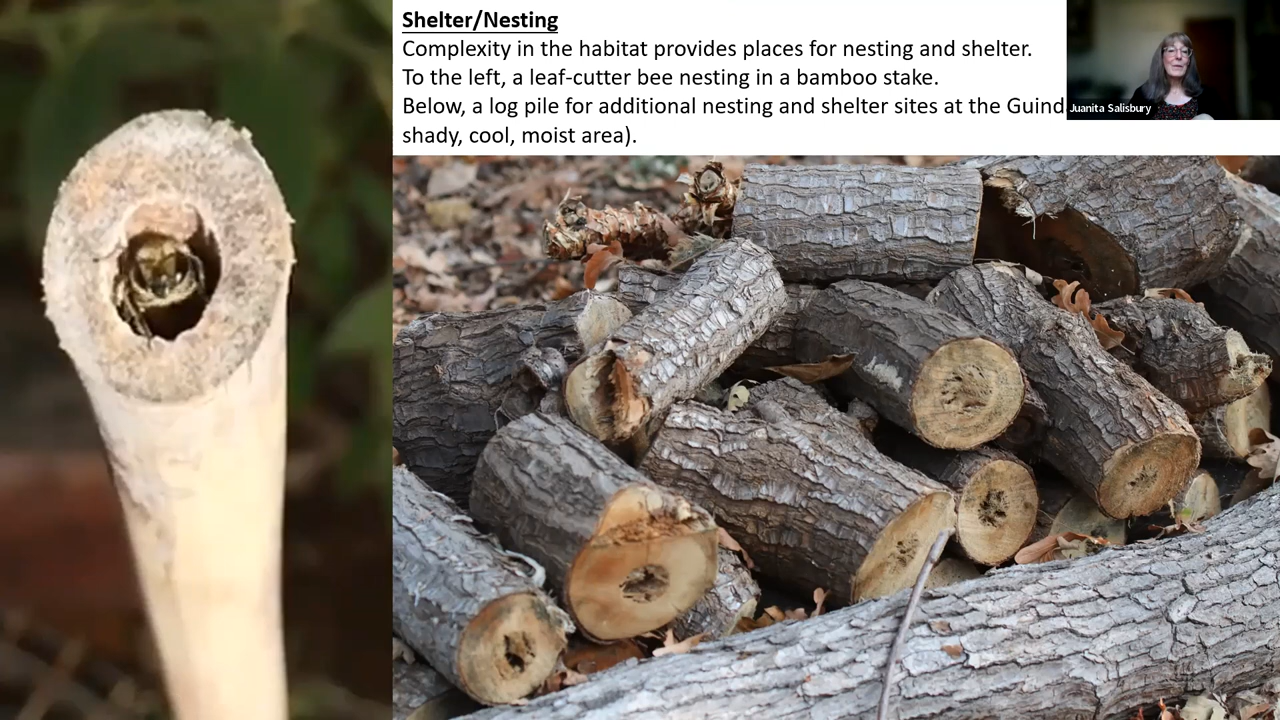 Shelter/Nesting
Complexity in the habitat provides places for nesting and shelter.
To the left, a leaf-cutter bee nesting in a bamboo stake.
Below, a log pile for additional nesting and shelter sites at the Guind
shady, cool, moist area).
Juanita Salisbury